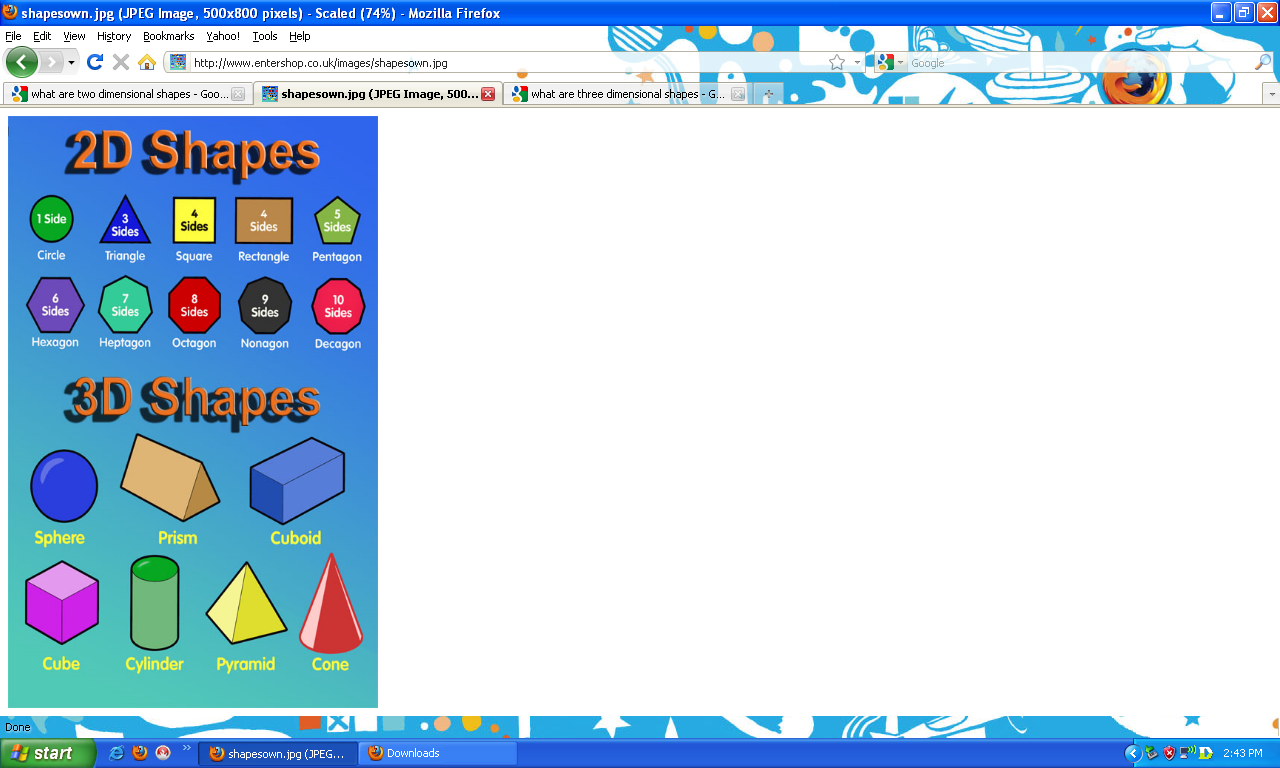 shapesown.jpg (JPEG Image, 500x800 pixels) - Scaled (74%) - Mozilla Firefox
File Edit View History Bookmarks Yahoo! Tools Help
http://www.entershop.co.uk/images/shapesown.jpg Google
what are two dimensional shapes - Goo... shapesown.jpg (JPEG Image, 500... what are three dimensional shapes - G...
2D Shapes
1 Side 3 Sides 4 Sides 4 Sides 5 Sides
Circle Triangle Square Rectangle Pentagon
6 Sides 7 Sides 8 Sides 9 Sides 10 Sides
Hexagon Heptagon Octagon Nonagon Decagon
3D Shapes
Sphere Prism Cuboid
Cube Cylinder Pyramid Cone
Done
start shapesown.jpg (JPEG... Downloads 2:43 PM